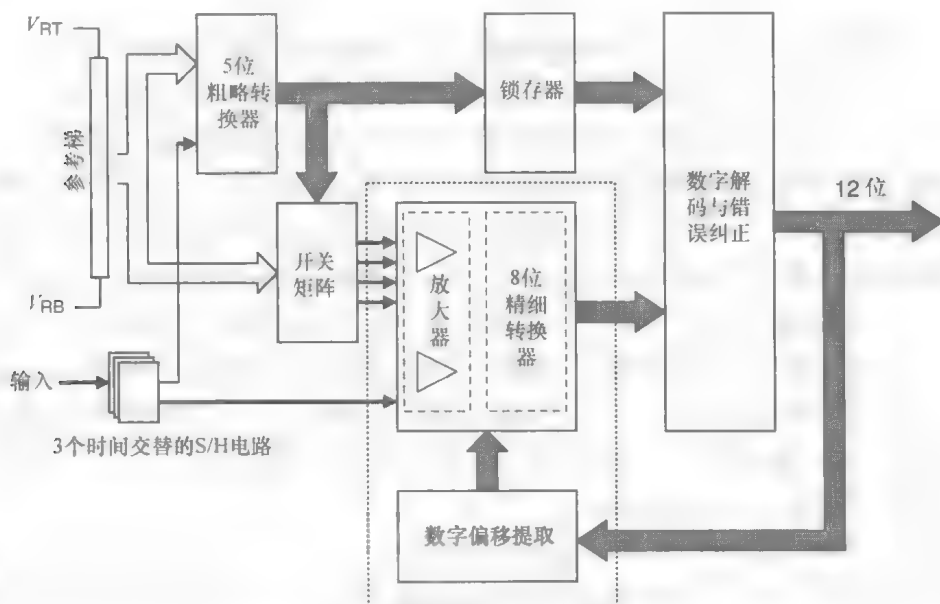 VRT
参考梯
VRB
5位
粗略转
换器
锁存器
数字解
码与错
误纠正
12 位
开关
矩阵
放
大
器
8位
精细
转换
器
输入
3个时间交替的S/H电路
数字偏移提取